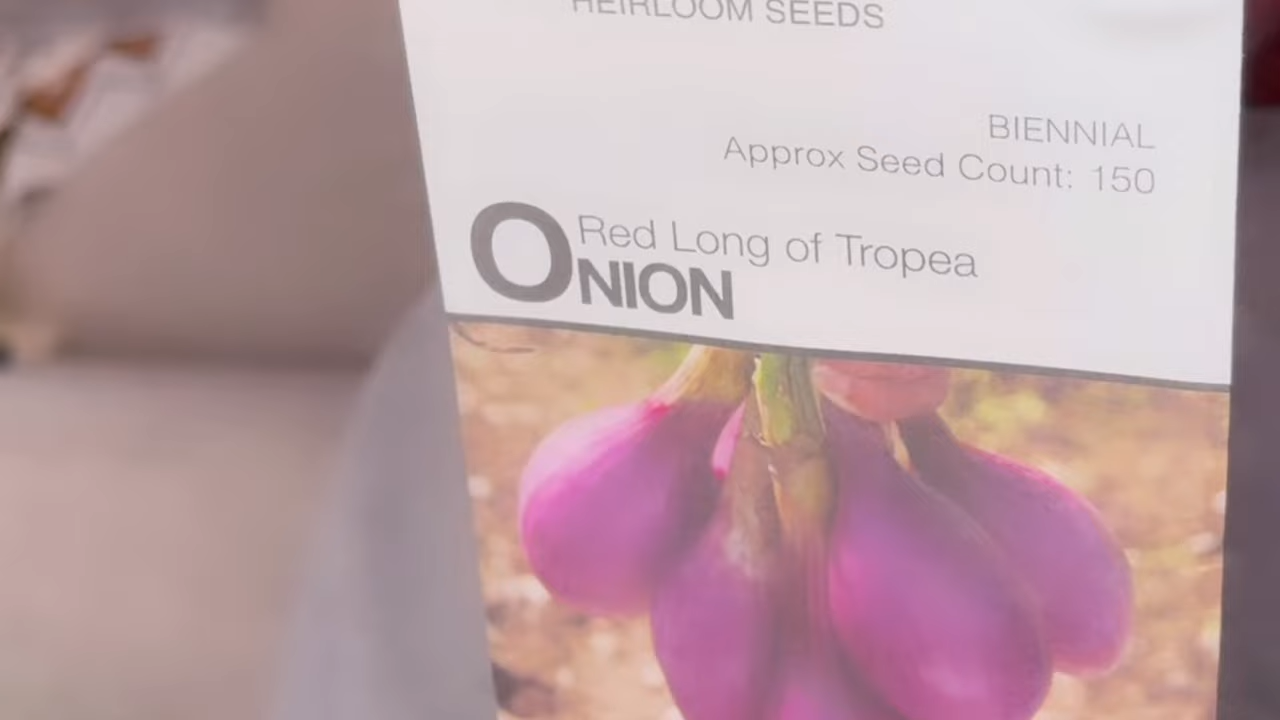 HEIRLOOM SEEDS
BIENNIAL
Approx Seed Count: 150
Red Long of Tropea
ONION